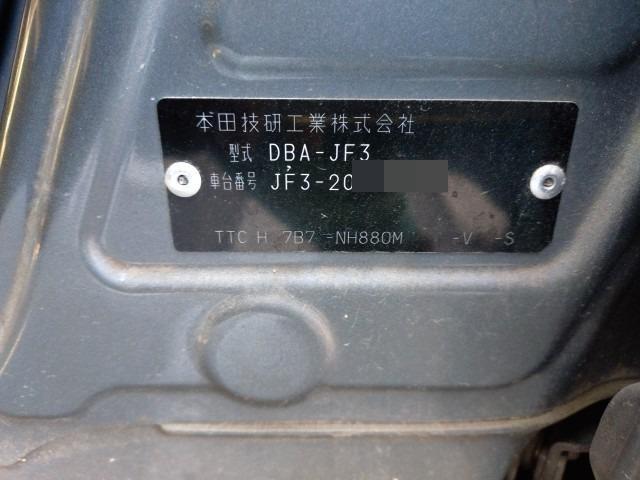 本田技研工業株式会社
型式 DBA-JF3
車台番号 JF3-20
TTC H 7B7 -NH880M -V -S